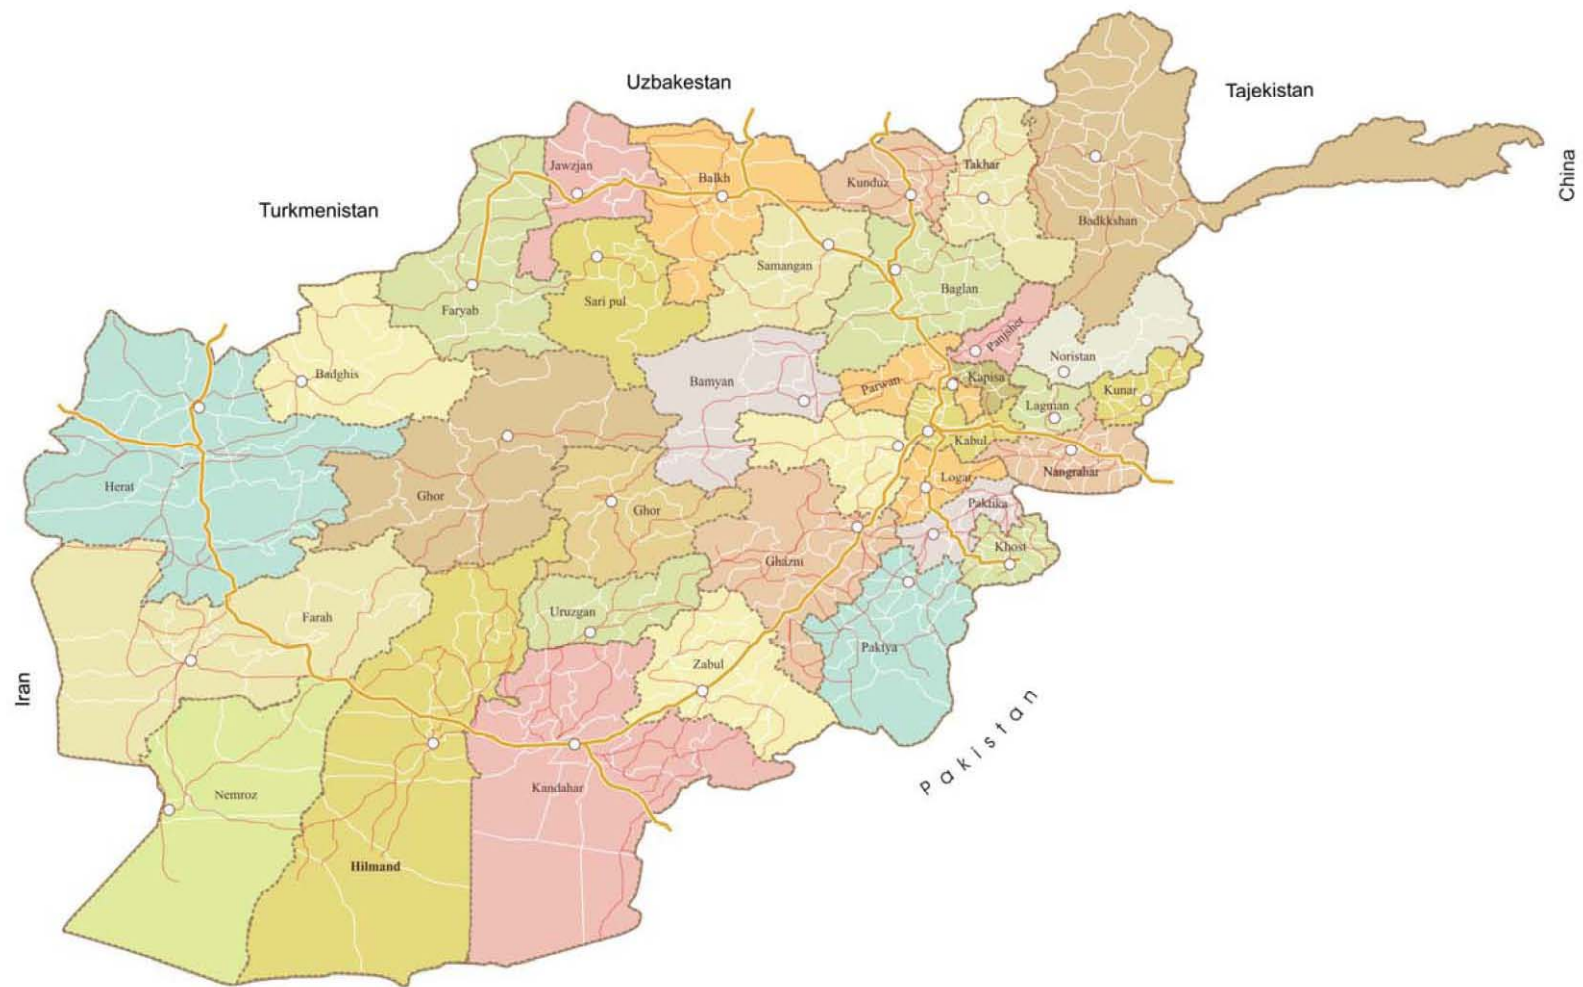 Uzbakestan
Tajekistan
China
Turkmenistan
Jawzjan
Balkh
Kunduz
Takhar
Badkkshan
Samangan
Baglan
Faryab
Sari pul
Panjsher
Noristan
Badghis
Bamyan
Parwan
Kapisa
Lagman
Kunar
Kabul
Nangrahar
Herat
Ghor
Ghor
Logar
Paktika
Khost
Ghazni
Uruzgan
Farah
Zabul
Paktya
Iran
Pakistan
Nemroz
Kandahar
Hilmand